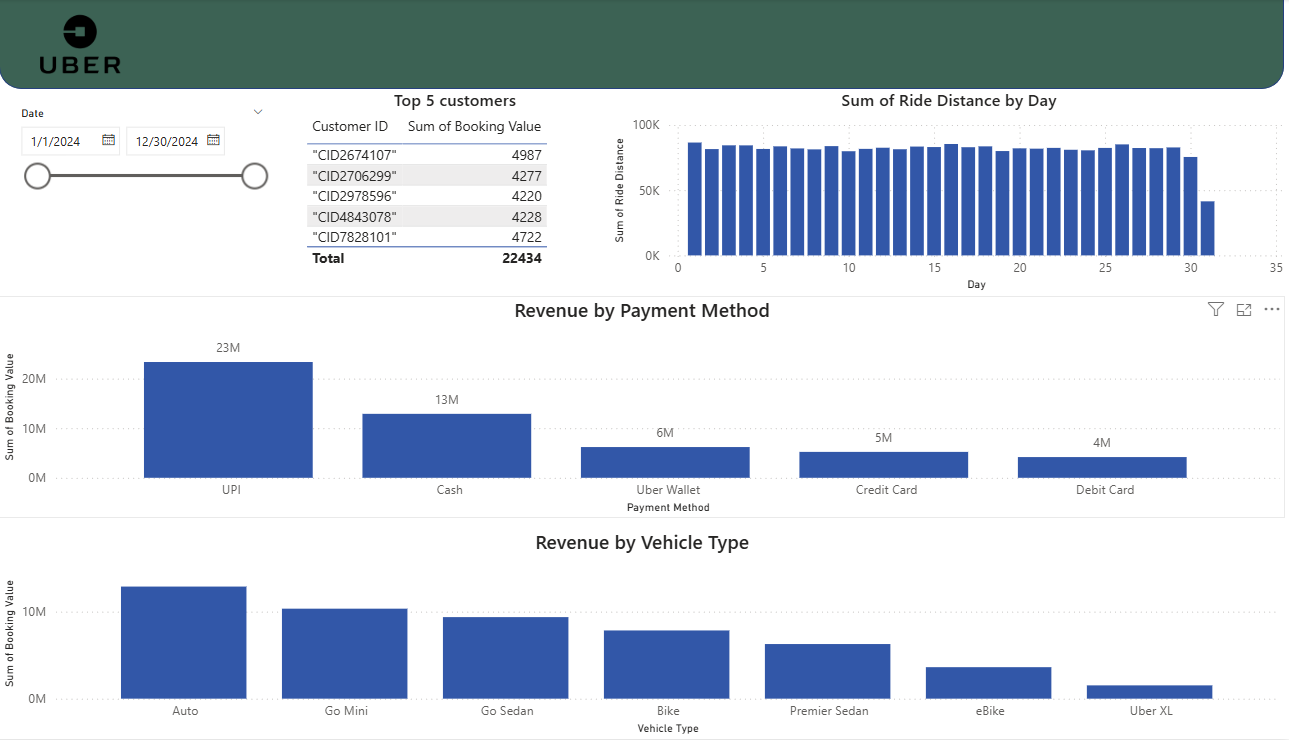 UBER
Date
1/1/2024 12/30/2024
Top 5 customers
Customer ID Sum of Booking Value
"CID2674107" 4987
"CID2706299" 4277
"CID2978596" 4220
"CID4843078" 4228
"CID7828101" 4722
Total 22434
Sum of Ride Distance by Day
Sum of Ride Distance
100K
50K
0K
0 5 10 15 20 25 30 35
Day
Revenue by Payment Method
Sum of Booking Value
20M
10M
0M
23M
13M
6M
5M
4M
UPI Cash Uber Wallet Credit Card Debit Card
Payment Method
Revenue by Vehicle Type
Sum of Booking Value
10M
0M
Auto Go Mini Go Sedan Bike Premier Sedan eBike Uber XL
Vehicle Type